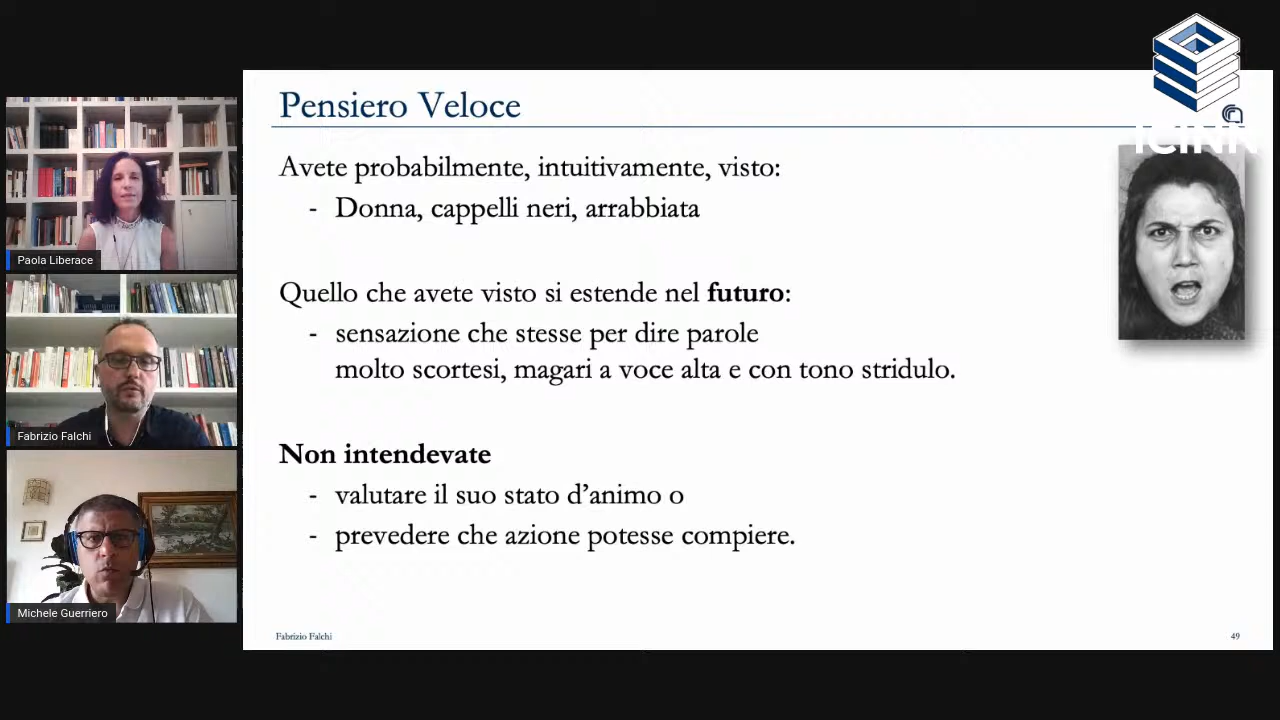 Pensiero Veloce
ICINN
Avete probabilmente, intuitivamente, visto:
- Donna, cappelli neri, arrabbiata
Quello che avete visto si estende nel futuro:
- sensazione che stesse per dire parole
molto scortesi, magari a voce alta e con tono stridulo.
Non intendevate
- valutare il suo stato d’animo o
- prevedere che azione potesse compiere.
Fabrizio Falchi
49
Paola Liberace
Fabrizio Falchi
Michele Guerriero